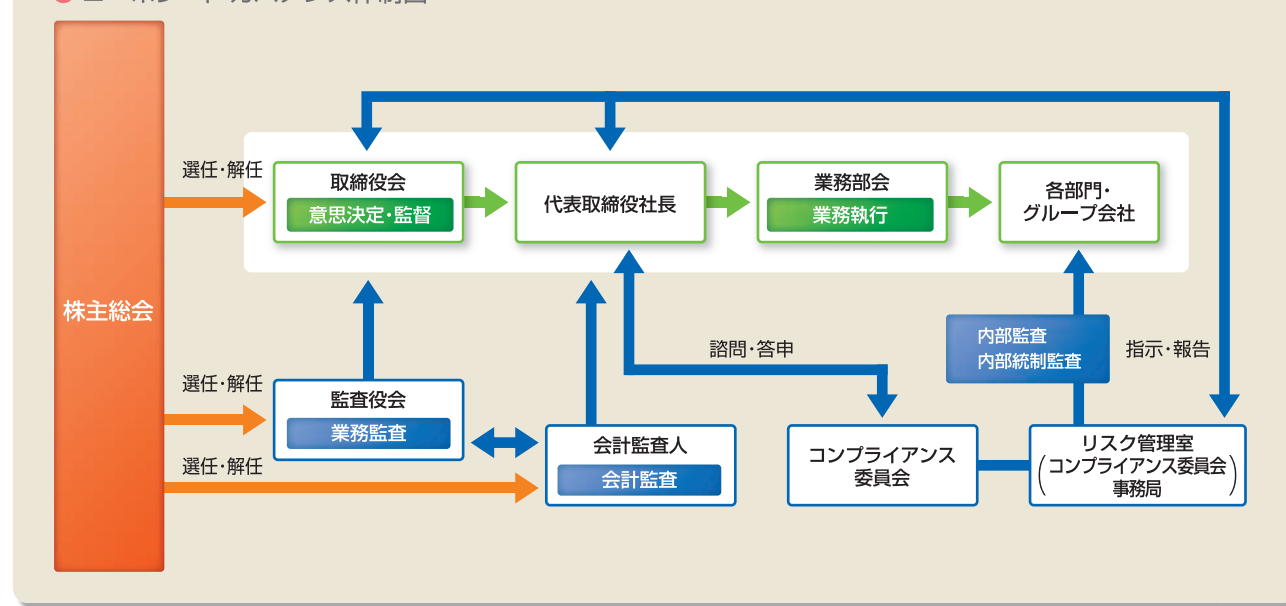 株主総会
選任・解任
取締役会
意思決定・監督
代表取締役社長
業務部会
業務執行
各部門・
グループ会社
選任・解任
監査役会
業務監査
選任・解任
会計監査人
会計監査
諮問・答申
コンプライアンス
委員会
内部監査
内部統制監査
指示・報告
リスク管理室
(コンプライアンス委員会
事務局)